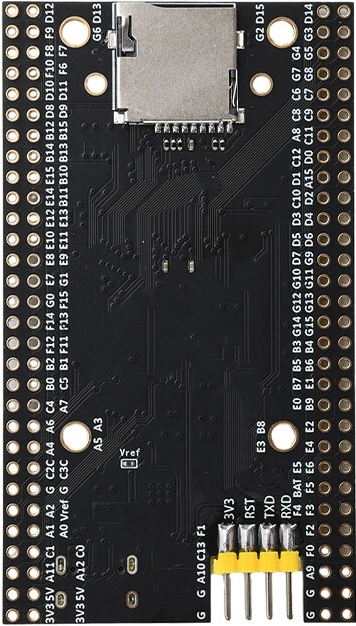 3V3 5V A11 C1 A1 A2 G C2C A4 A6 C4 B0 B2 F12 F14 G0 E7 E8 E10 E12 E14 E15 B14 B12 D8 D10 F10 F8 F9 D12
3V3 5V A12 C0 A0 Vref G C3C A7 C5 B1 F11 F13 F15 G1 E9 E11 E13 B11 B10 B13 B15 D9 D11 F6 F7
A5 A3
G6 D13
Vref
3V3
RST
TXD
RXD
G2 D15
E3 B8
G A10 C13 F1
F4 BAT E5
E0 B7 B5 B3 G14 G12 G10 D7 D5 D3 C10 D1 C12 A8 C8 C6 G7 G4
G A9 F0 F2 F3 F5 E6 E4 E2 B9 E1 B6 B4 G15 G13 G11 G9 D6 D4 D2 A15 D0 C11 C9 C7 G8 G5 G3 D14